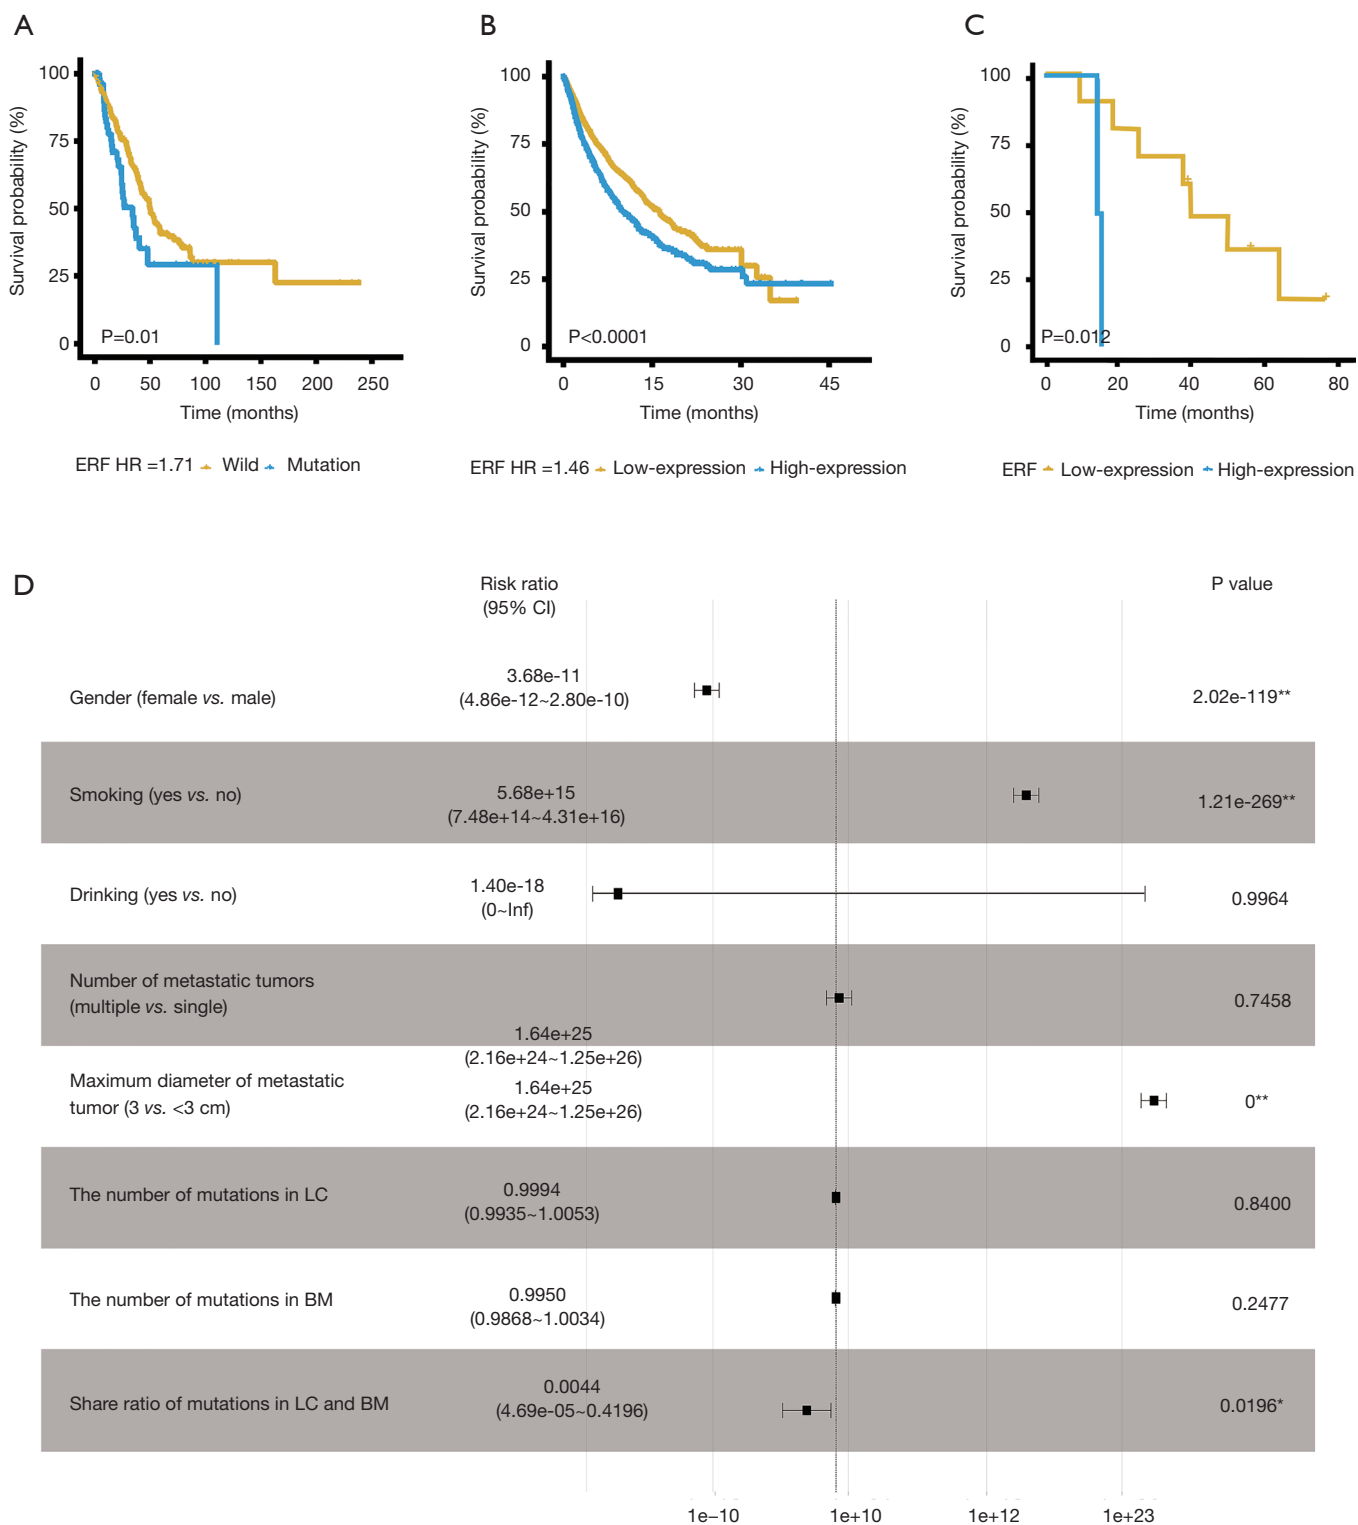 A
B
C
Survival probability (%)
100
75
50
25
0
P=0.01
0 50 100 150 200 250
Time (months)
ERF HR =1.71 Wild Mutation
Survival probability (%)
100
75
50
25
0
P<0.0001
0 15 30 45
Time (months)
ERF HR =1.46 Low-expression High-expression
Survival probability (%)
100
75
50
25
0
P=0.012
0 20 40 60 80
Time (months)
ERF Low-expression High-expression
D
Risk ratio
(95% CI)
P value
Gender (female vs. male)
3.68e-11
(4.86e-12~2.80e-10)
2.02e-119**
Smoking (yes vs. no)
5.68e+15
(7.48e+14~4.31e+16)
1.21e-269**
Drinking (yes vs. no)
1.40e-18
(0~Inf)
0.9964
Number of metastatic tumors
(multiple vs. single)
1.64e+25
(2.16e+24~1.25e+26)
0.7458
Maximum diameter of metastatic
tumor (3 vs. <3 cm)
1.64e+25
(2.16e+24~1.25e+26)
0**
The number of mutations in LC
0.9994
(0.9935~1.0053)
0.8400
The number of mutations in BM
0.9950
(0.9868~1.0034)
0.2477
Share ratio of mutations in LC and BM
0.0044
(4.69e-05~0.4196)
0.0196*
1e–10 1e+10 1e+12 1e+23